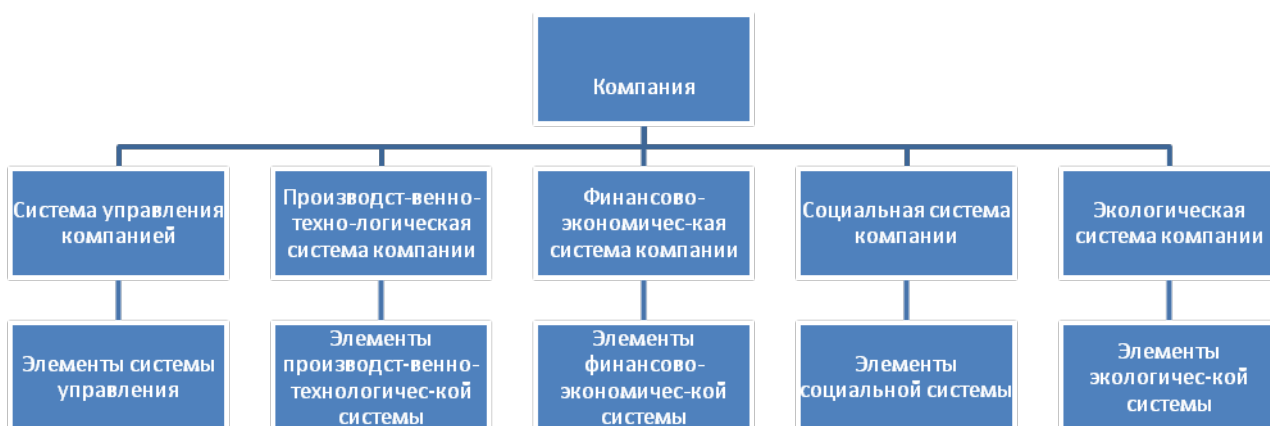 Компания
Система управления
компанией
Производст-венно-
техно-логическая
система компании
Финансово-
экономичес-кая
система компании
Социальная система
компании
Экологическая
система компании
Элементы системы
управления
Элементы
производст-венно-
технологичес-кой
системы
Элементы
финансово-
экономичес-кой
системы
Элементы
социальной системы
Элементы
экологичес-кой
системы